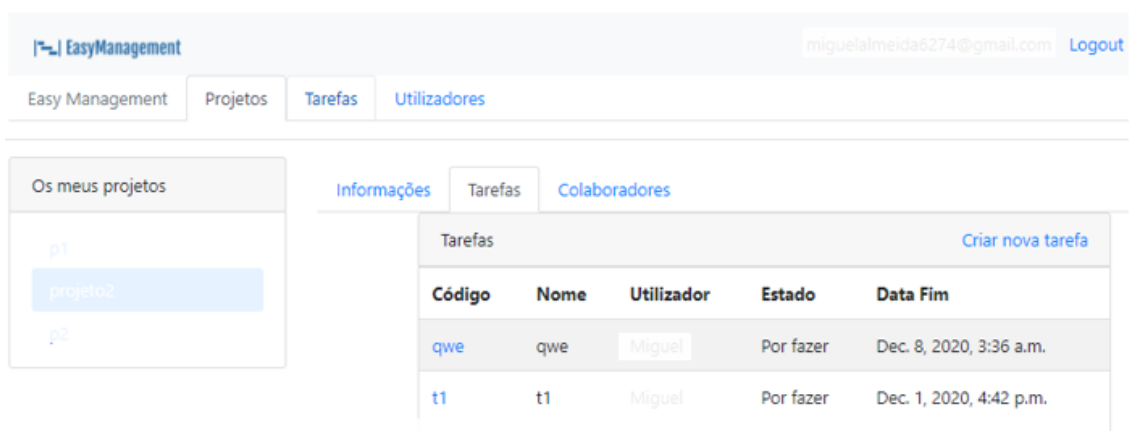 EasyManagement miguelalmeida6274@gmail.com Logout
Easy Management Projetos Tarefas Utilizadores
Os meus projetos
p1
projeto2
p2
Informações Tarefas Colaboradores
Tarefas Criar nova tarefa
Código Nome Utilizador Estado Data Fim
qwe qwe Miguel Por fazer Dec. 8, 2020, 3:36 a.m.
t1 t1 Miguel Por fazer Dec. 1, 2020, 4:42 p.m.